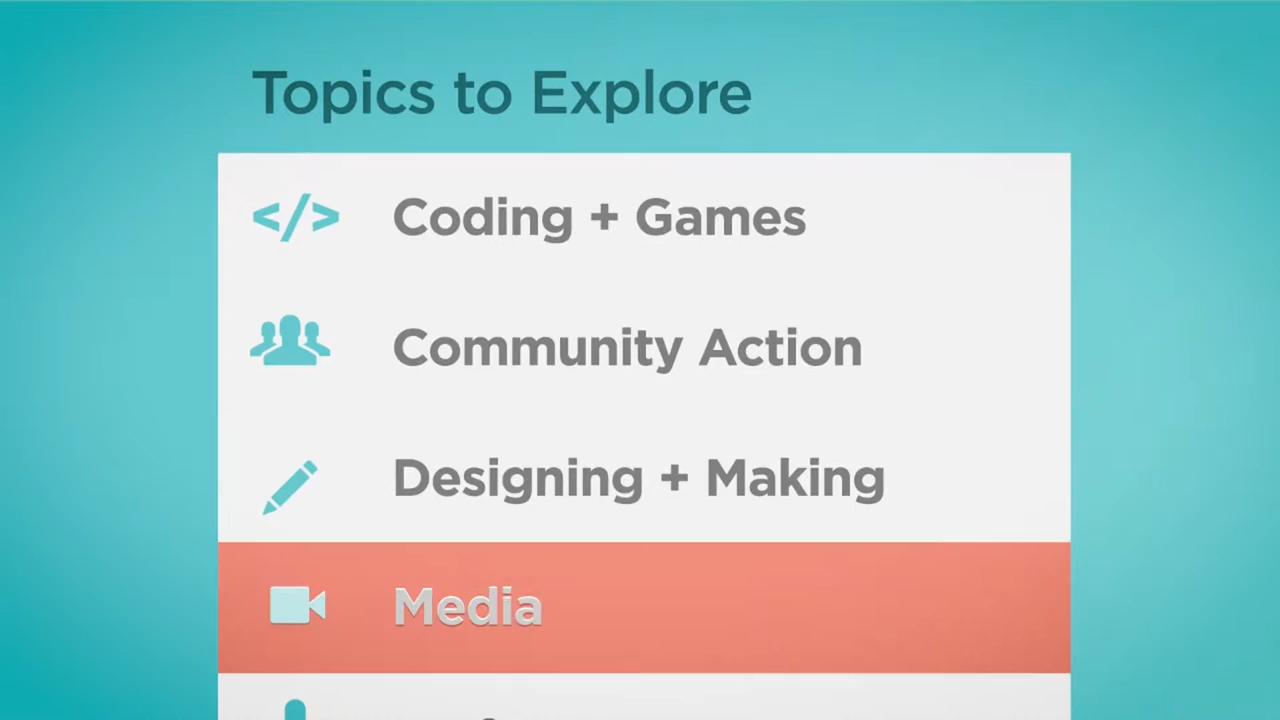 Topics to Explore
Coding + Games
Community Action
Designing + Making
Media